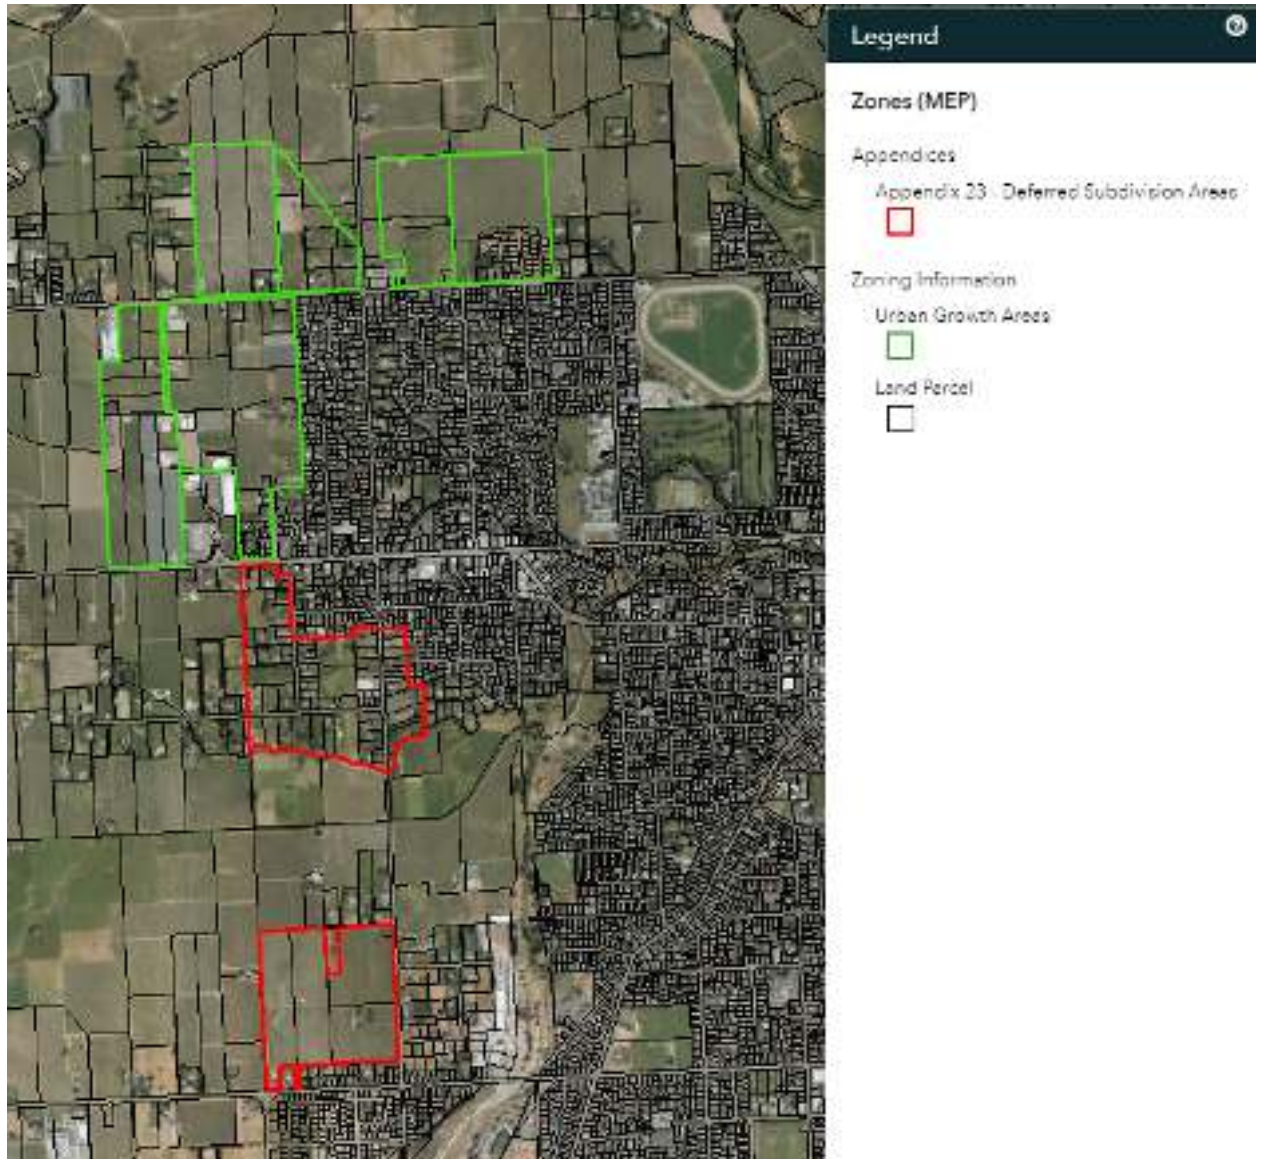 Legend
Zones (MEP)
Appendices
Appendix 23 - Deferred Subdivision Areas
Zoning Information
Urban Growth Areas
Land Parcel